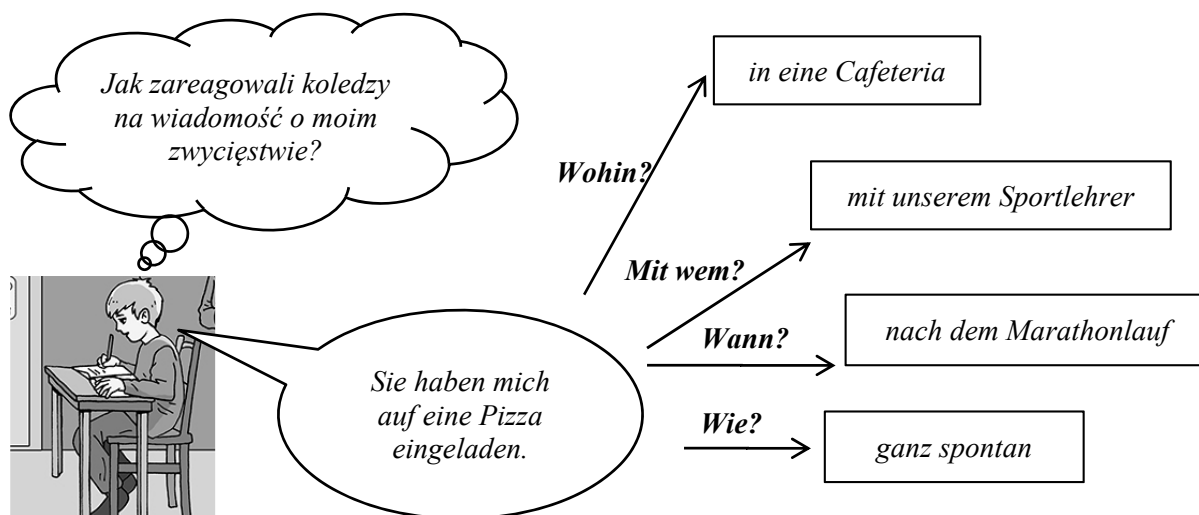 Jak zareagowali koledzy
na wiadomość o moim
zwycięstwie?
in eine Cafeteria
Wohin?
mit unserem Sportlehrer
Mit wem?
nach dem Marathonlauf
Wann?
Sie haben mich
auf eine Pizza
eingeladen.
Wie?
ganz spontan